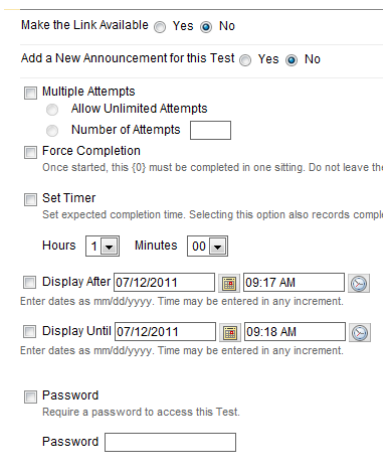 Make the Link Available Yes No
Add a New Announcement for this Test Yes No
Multiple Attempts
Allow Unlimited Attempts
Number of Attempts
Force Completion
Once started, this {0} must be completed in one sitting. Do not leave the
Set Timer
Set expected completion time. Selecting this option also records comple
Hours 1 Minutes 00
Display After 07/12/2011 09:17 AM
Enter dates as mm/dd/yyyy. Time may be entered in any increment.
Display Until 07/12/2011 09:18 AM
Enter dates as mm/dd/yyyy. Time may be entered in any increment.
Password
Require a password to access this Test.
Password